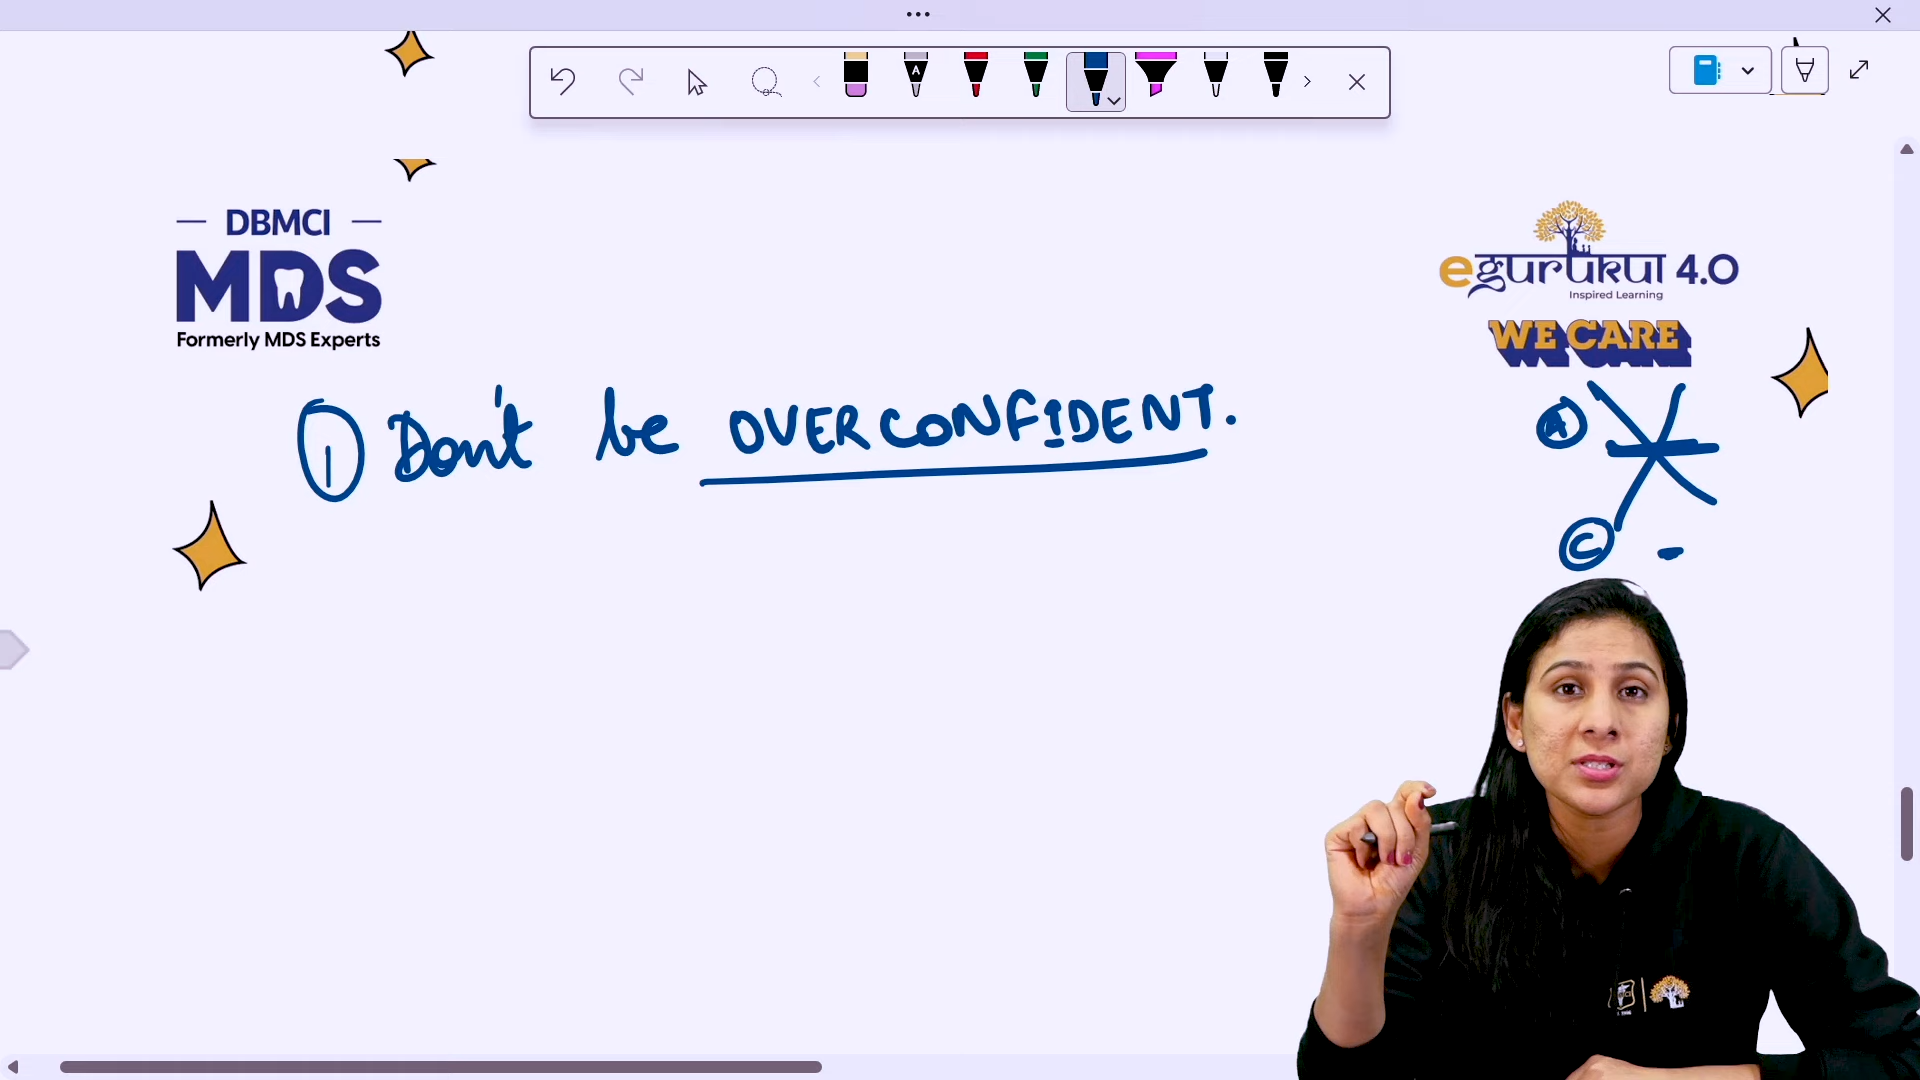 DBMCI
MDS
Formerly MDS Experts
eGurukul 4.0
Inspired Learning
WE CARE
① Don't be OVERCONFIDENT.
Ⓐ
Ⓒ -
A